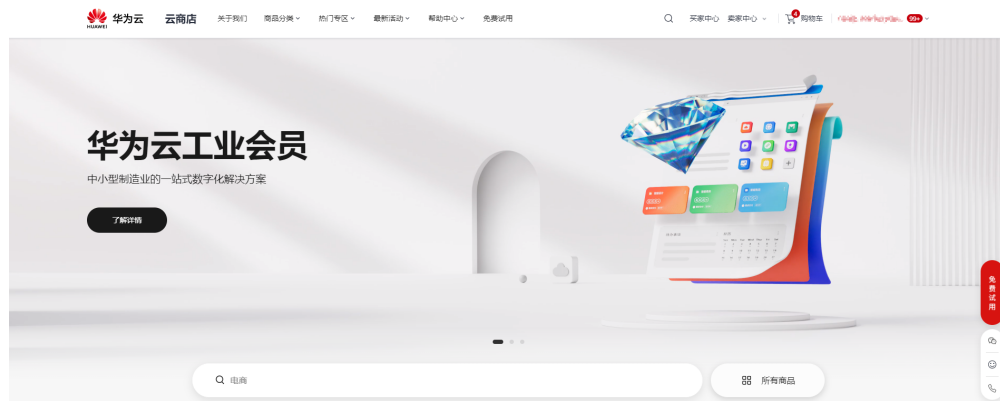 HUAWEI
华为云
云商店
关于我们
商品分类
热门专区
最新活动
帮助中心
免费试用
买家中心
卖家中心
4
购物车
99+
华为云工业会员
中小型制造业的一站式数字化解决方案
了解详情
免费试用
电商
所有商品